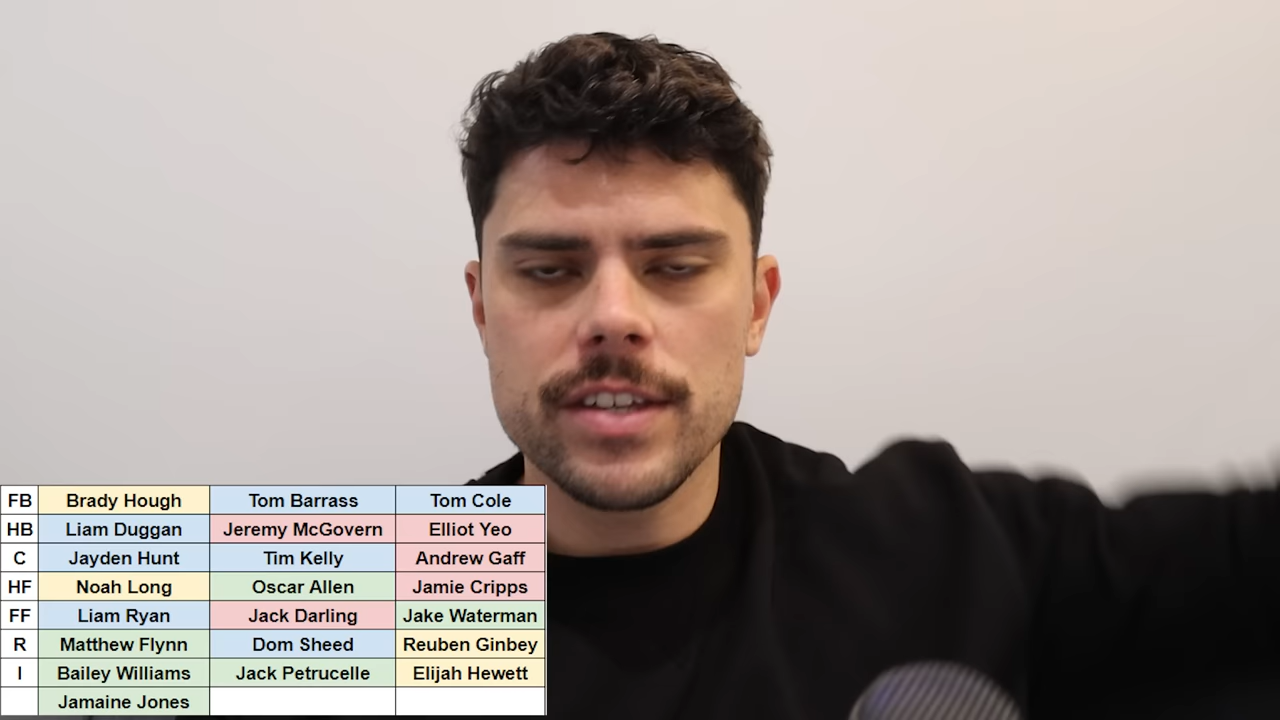 FB Brady Hough Tom Barrass Tom Cole
HB Liam Duggan Jeremy McGovern Elliot Yeo
C Jayden Hunt Tim Kelly Andrew Gaff
HF Noah Long Oscar Allen Jamie Cripps
FF Liam Ryan Jack Darling Jake Waterman
R Matthew Flynn Dom Sheed Reuben Ginbey
I Bailey Williams Jack Petrucelle Elijah Hewett
Jamaine Jones